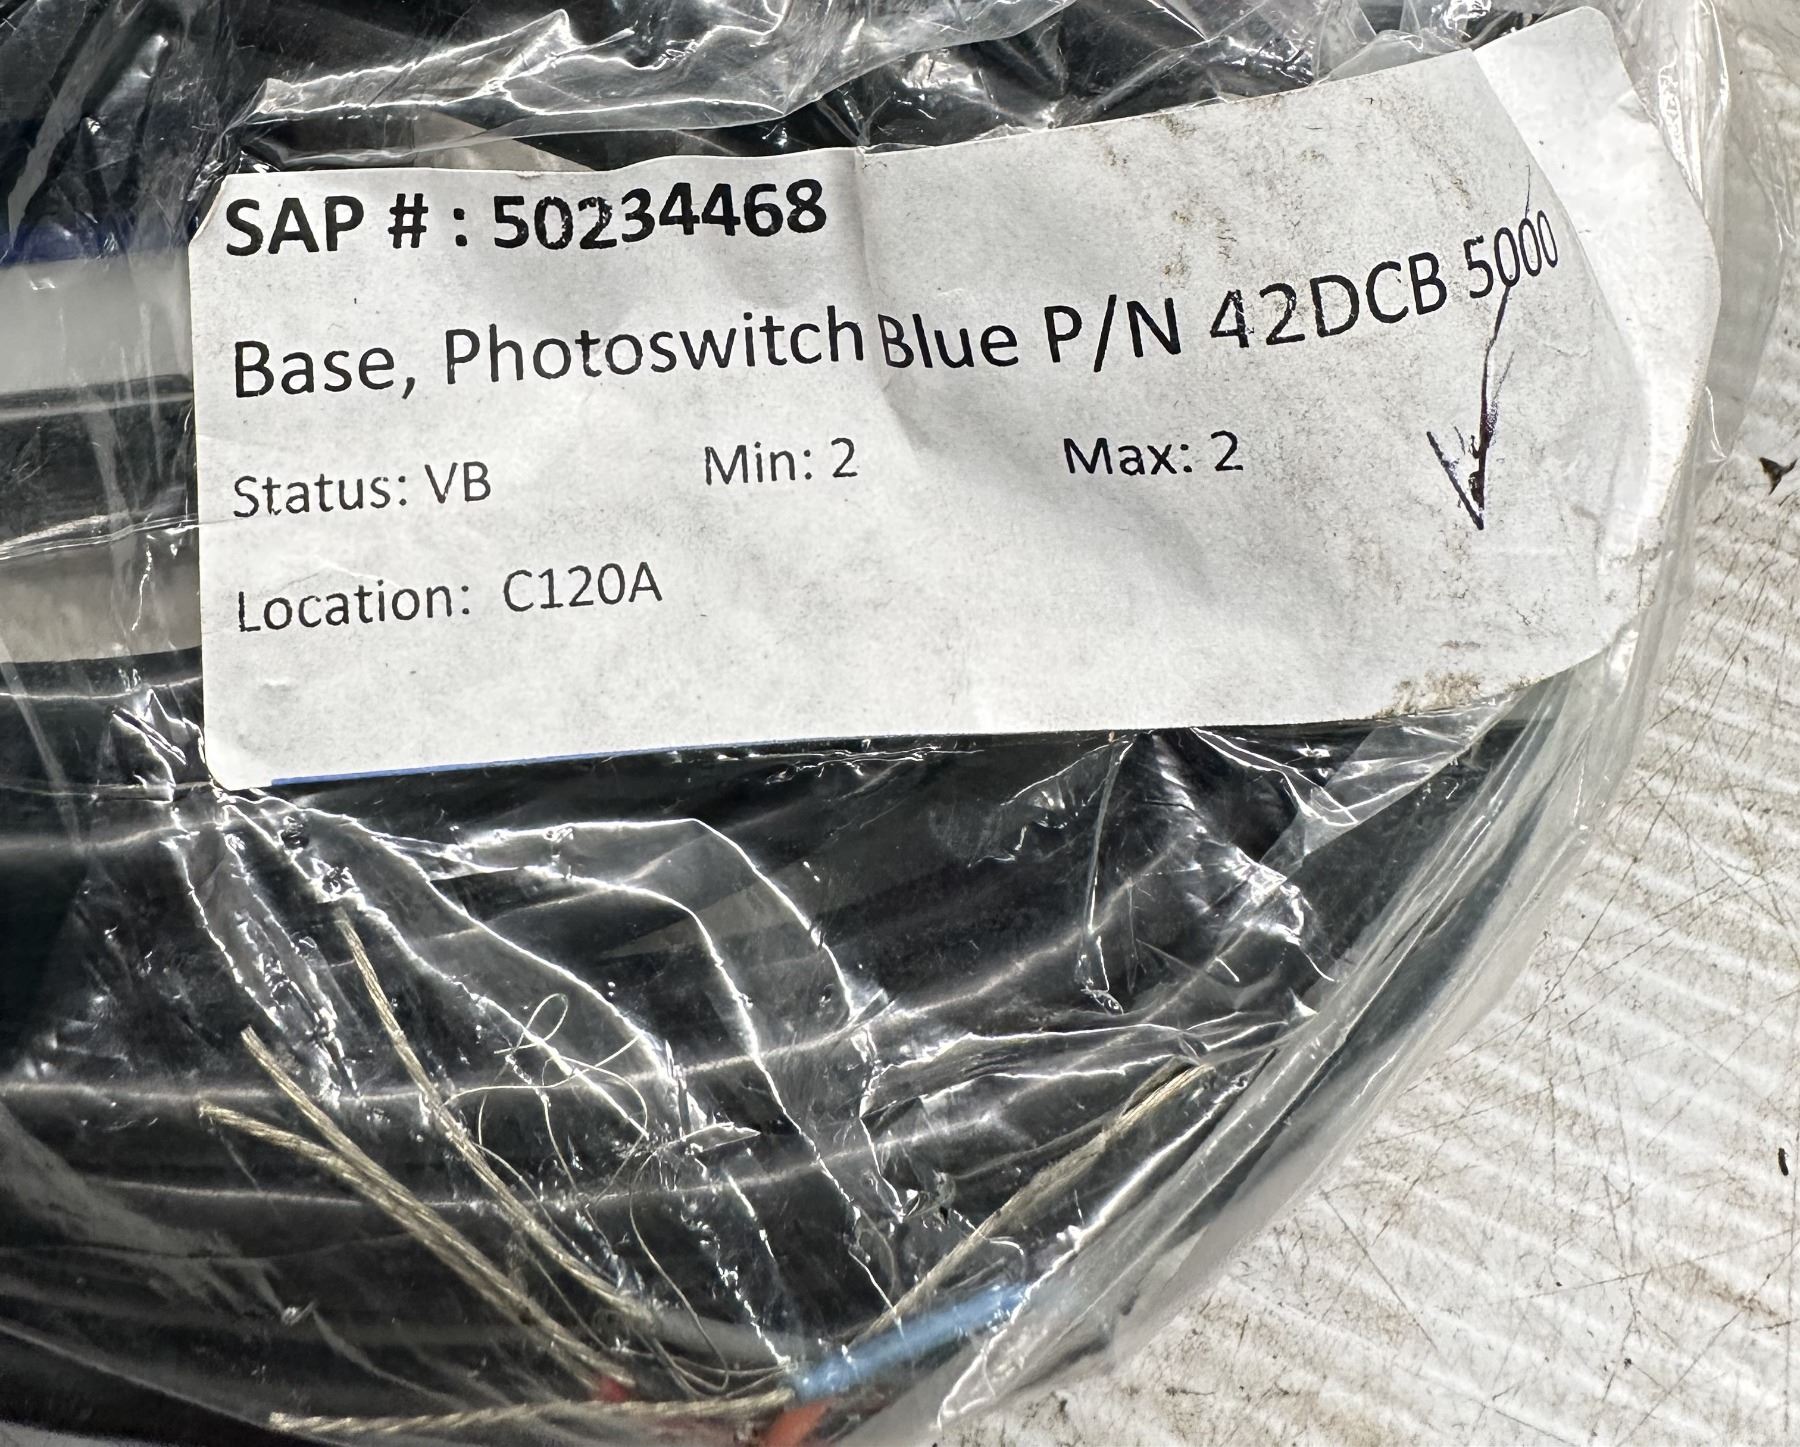 SAP # : 50234468
Base, Photoswitch Blue P/N 42DCB 5000
Status: VB Min: 2 Max: 2
Location: C120A